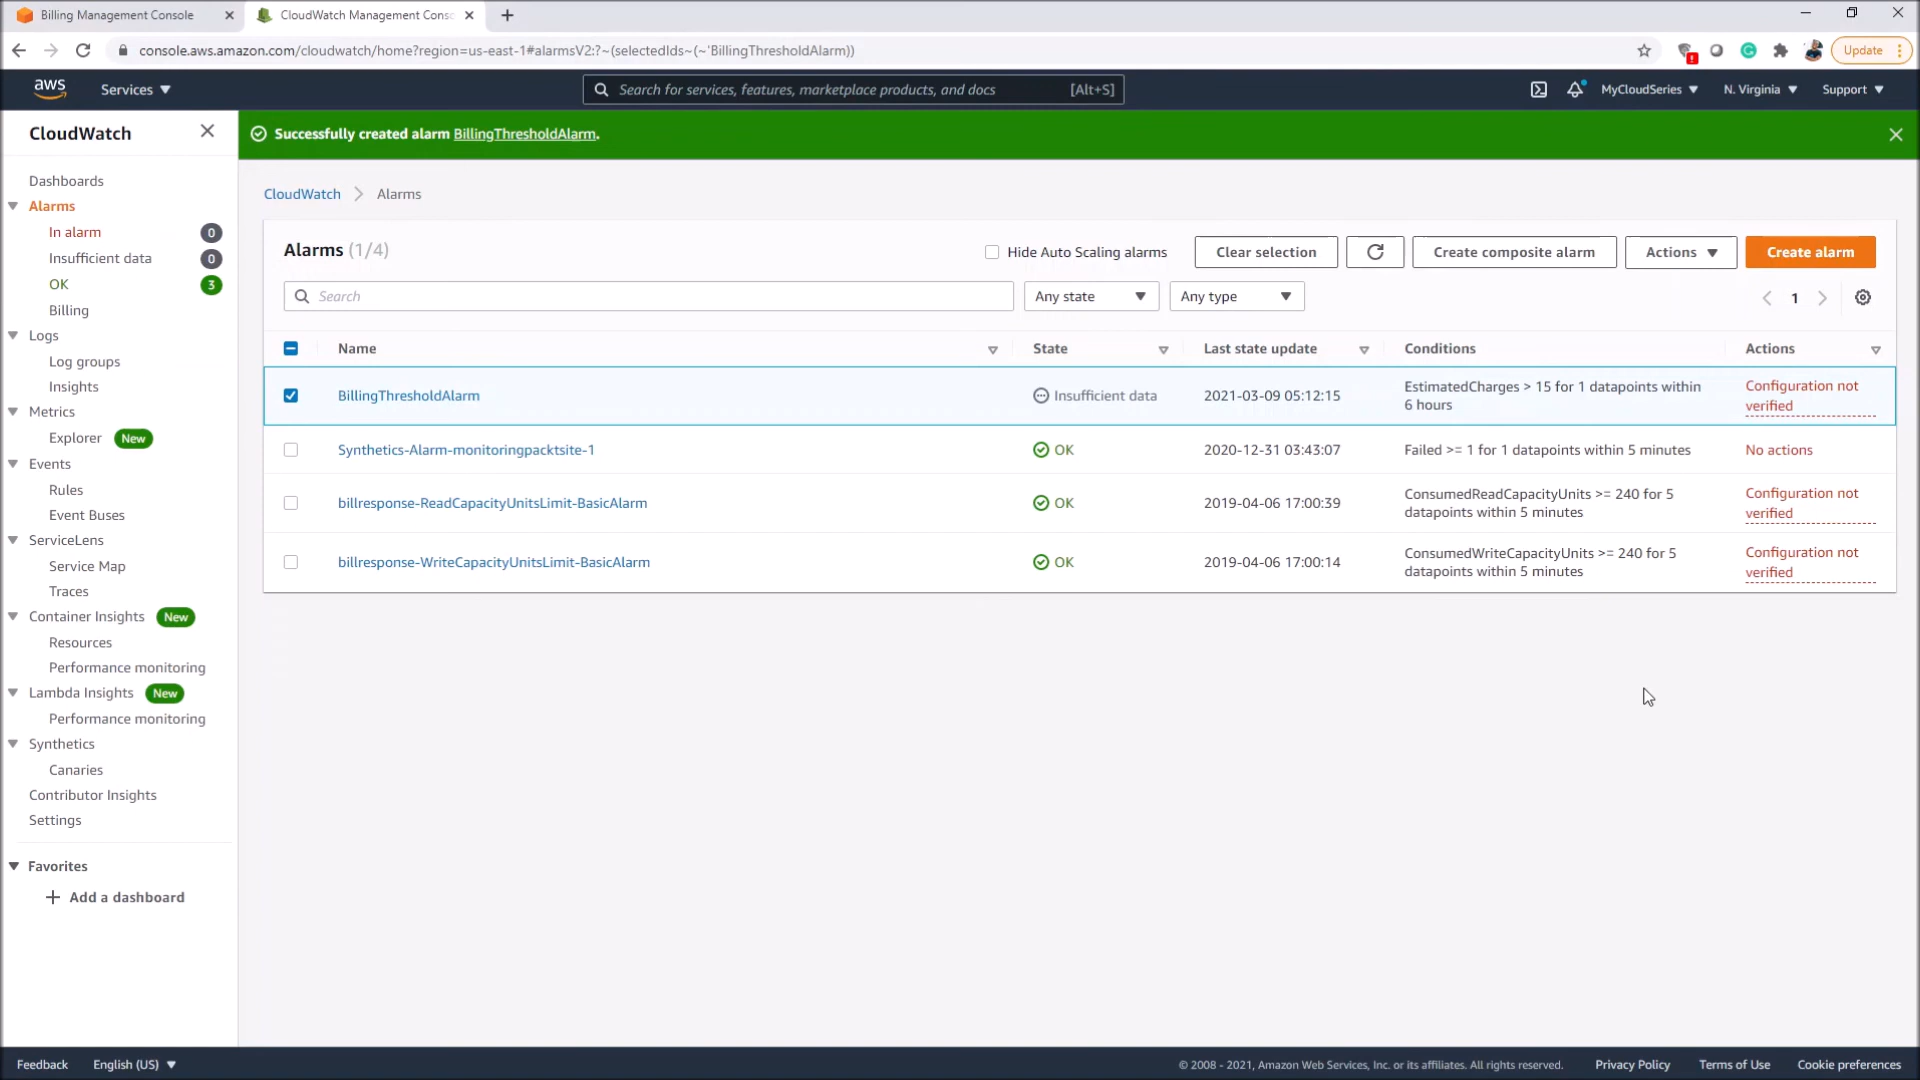 Billing Management Console
CloudWatch Management Conso
console.aws.amazon.com/cloudwatch/home?region=us-east-1#alarmsV2:?~(selectedIds~(~'BillingThresholdAlarm))
Update
aws
Services
Search for services, features, marketplace products, and docs
[Alt+S]
MyCloudSeries
N. Virginia
Support
CloudWatch
Dashboards
Alarms
In alarm
0
Insufficient data
0
OK
3
Billing
Logs
Log groups
Insights
Metrics
Explorer
New
Events
Rules
Event Buses
ServiceLens
Service Map
Traces
Container Insights
New
Resources
Performance monitoring
Lambda Insights
New
Performance monitoring
Synthetics
Canaries
Contributor Insights
Settings
Favorites
Add a dashboard
Successfully created alarm BillingThresholdAlarm.
CloudWatch
Alarms
Alarms (1/4)
Hide Auto Scaling alarms
Clear selection
Create composite alarm
Actions
Create alarm
Search
Any state
Any type
1
Name
State
Last state update
Conditions
Actions
BillingThresholdAlarm
Insufficient data
2021-03-09 05:12:15
EstimatedCharges > 15 for 1 datapoints within
6 hours
Configuration not
verified
Synthetics-Alarm-monitoringpacktsite-1
OK
2020-12-31 03:43:07
Failed >= 1 for 1 datapoints within 5 minutes
No actions
billresponse-ReadCapacityUnitsLimit-BasicAlarm
OK
2019-04-06 17:00:39
ConsumedReadCapacityUnits >= 240 for 5
datapoints within 5 minutes
Configuration not
verified
billresponse-WriteCapacityUnitsLimit-BasicAlarm
OK
2019-04-06 17:00:14
ConsumedWriteCapacityUnits >= 240 for 5
datapoints within 5 minutes
Configuration not
verified
Feedback
English (US)
© 2008 - 2021, Amazon Web Services, Inc. or its affiliates. All rights reserved.
Privacy Policy
Terms of Use
Cookie preferences